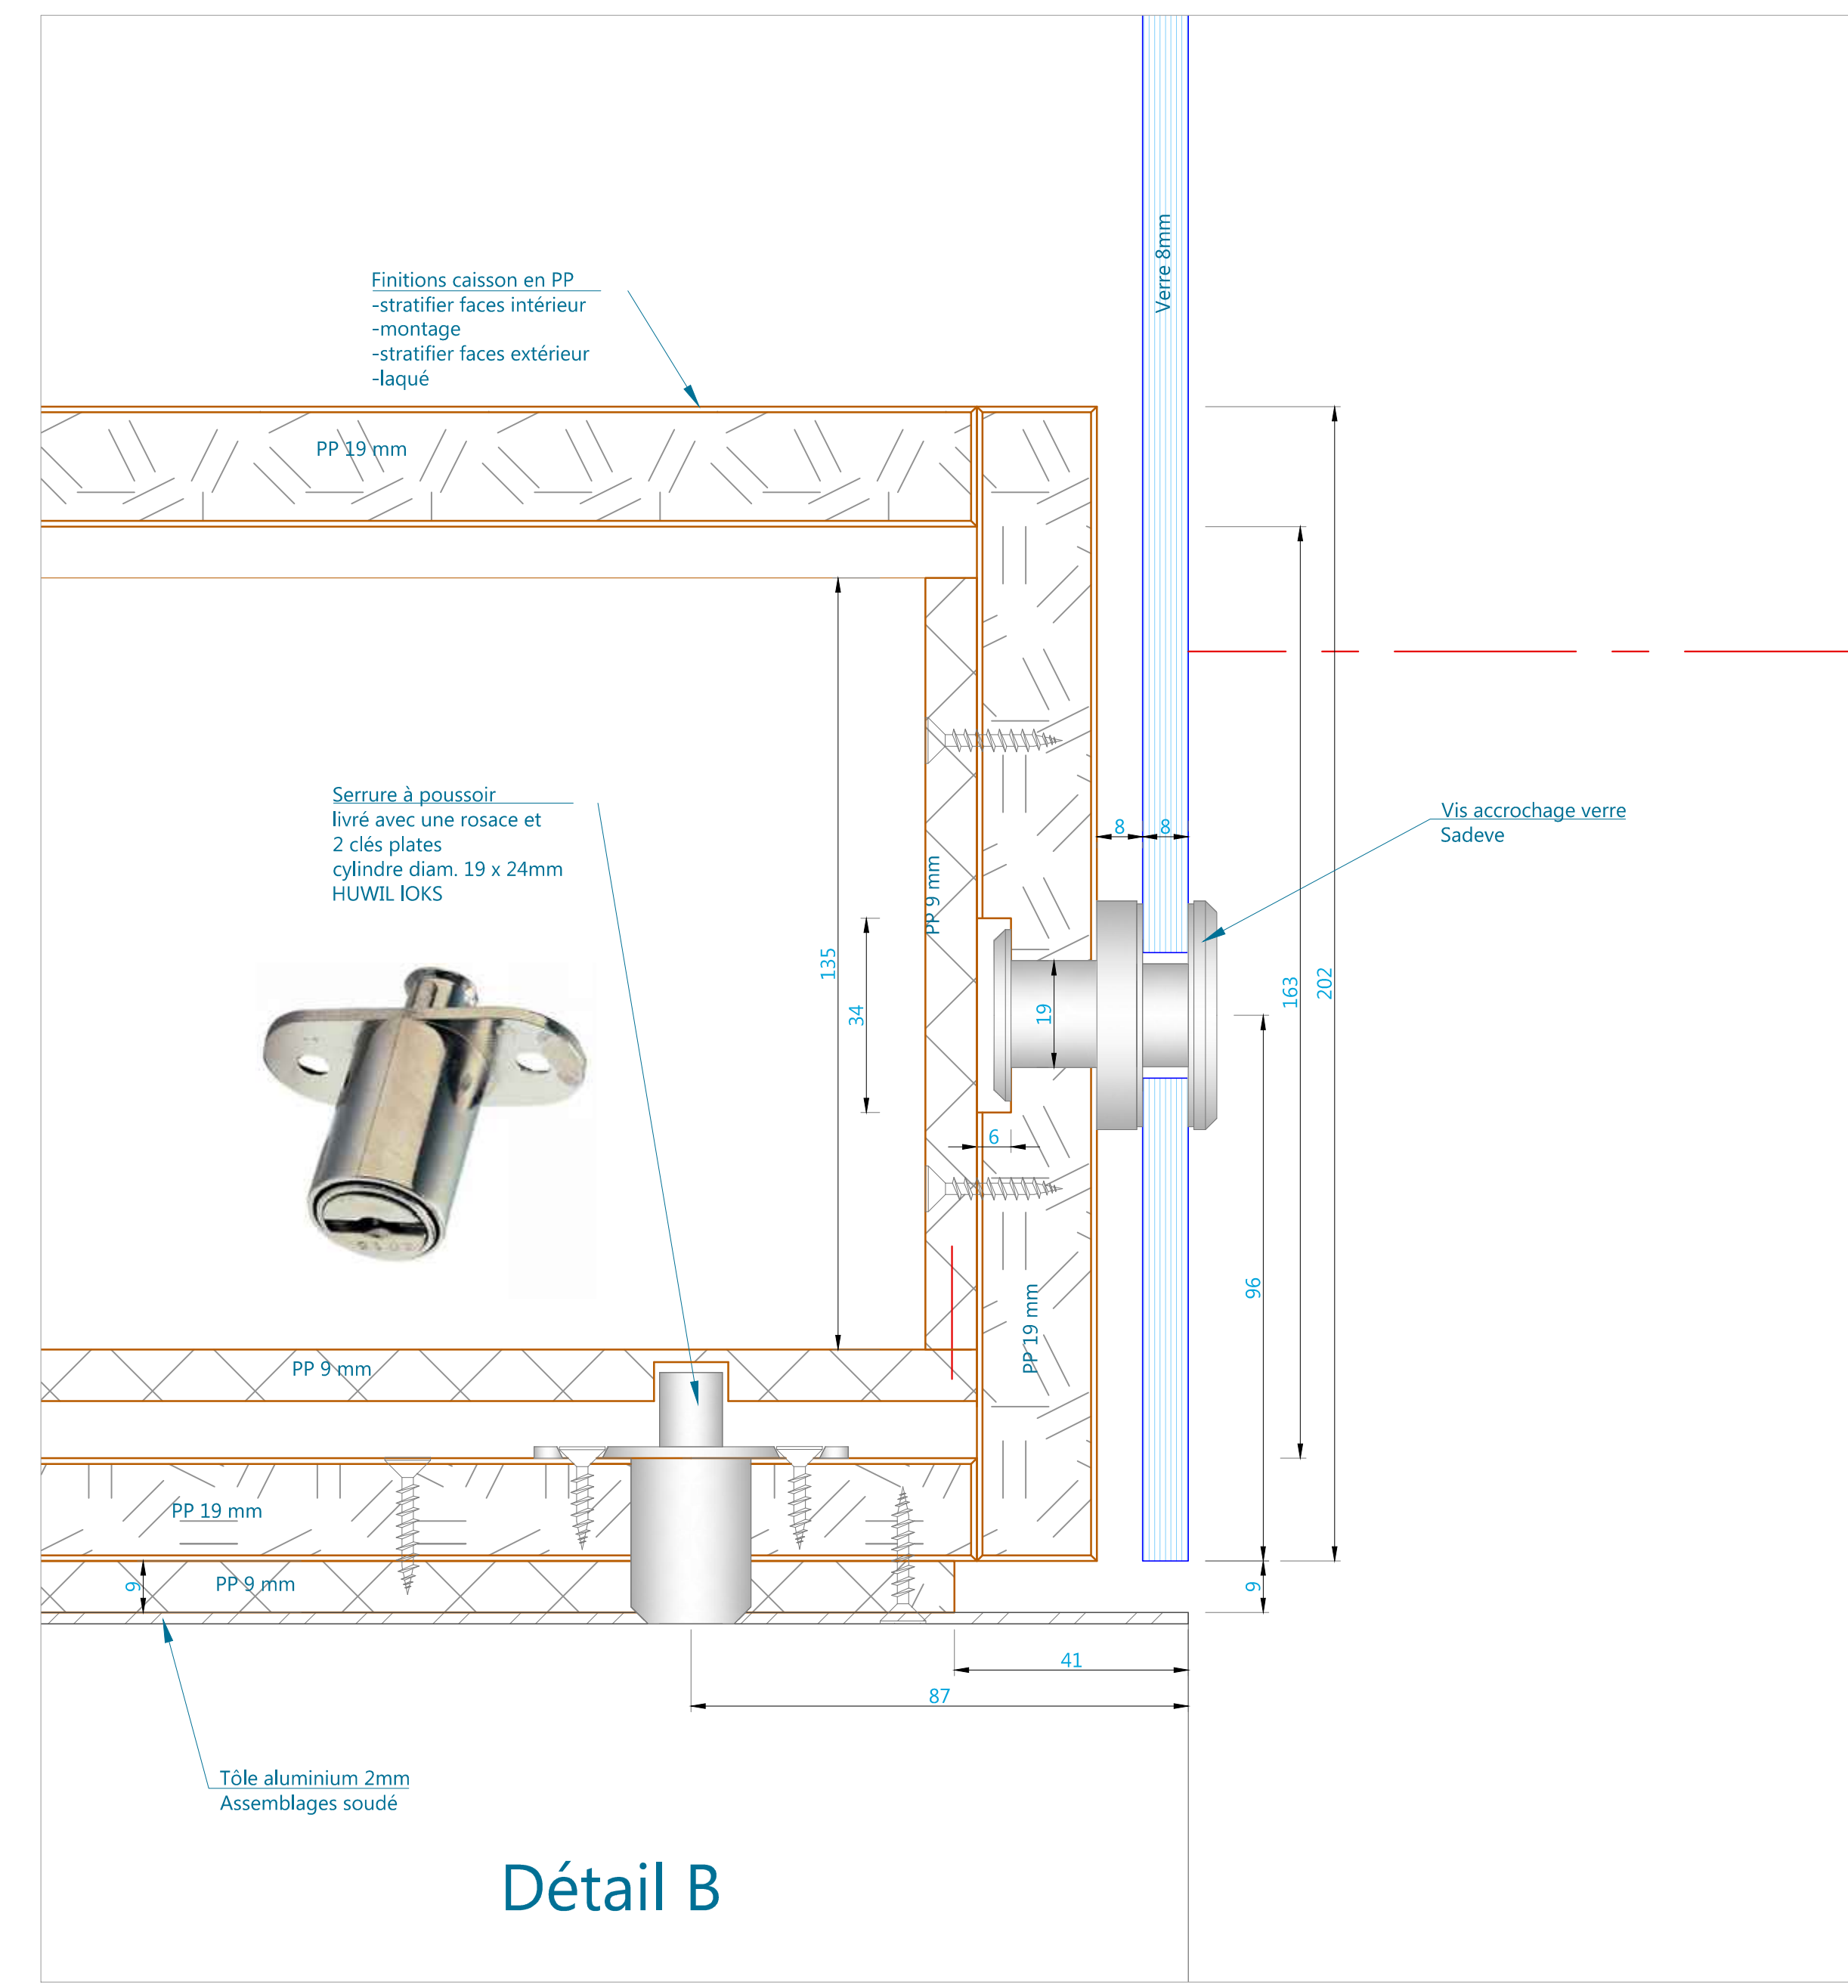 Verre 8mm
Finitions caisson en PP
-stratifier faces intérieur
-montage
-stratifier faces extérieur
-laqué
PP 19 mm
Serrure à poussoir
livré avec une rosace et
2 clés plates
cylindre diam. 19 x 24mm
HUWIL lOKS
Vis accrochage verre
Sadeve
8
8
PP 9 mm
135
34
19
163
202
6
96
PP 19 mm
PP 9 mm
PP 19 mm
PP 9 mm
9
9
41
87
Tôle aluminium 2mm
Assemblages soudé
Détail B